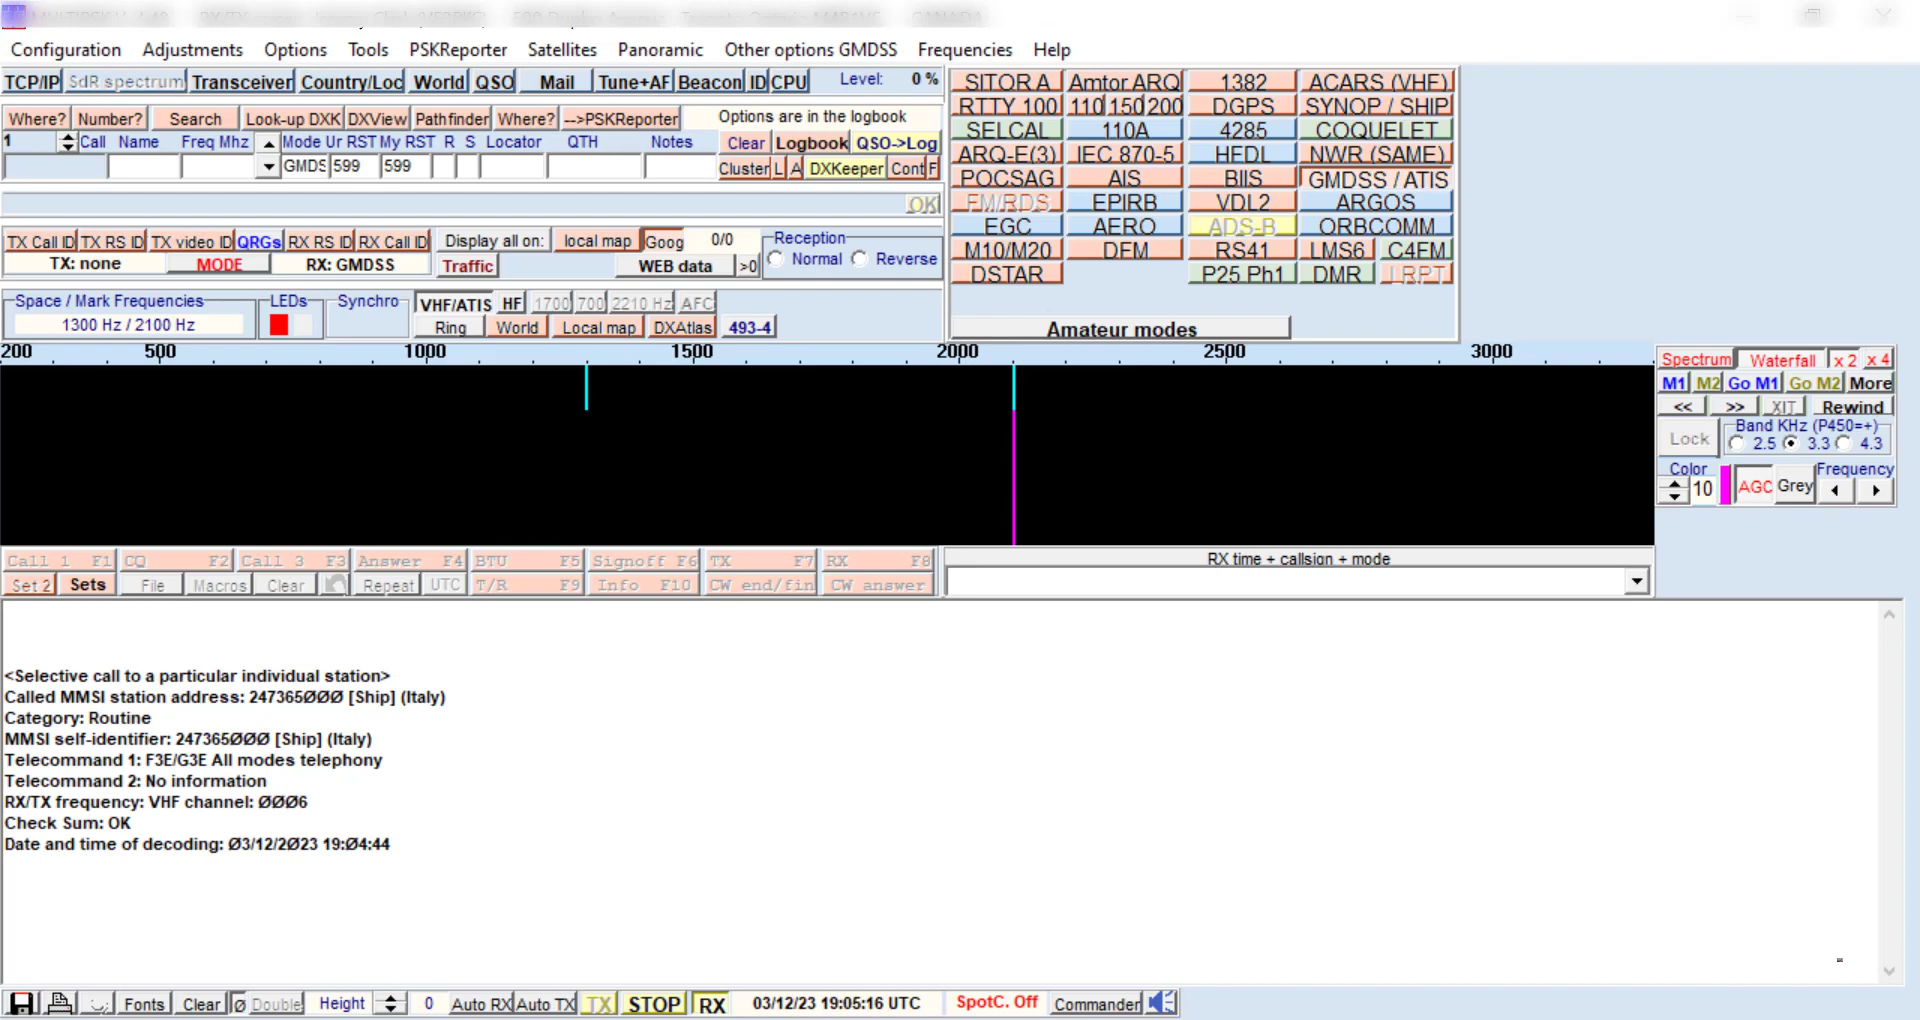 Configuration Adjustments Options Tools PSKReporter Satellites Panoramic Other options GMDSS Frequencies Help
TCP/IP SdR spectrum Transceiver Country/Loc World QSO Mail Tune+AF Beacon ID CPU Level: 0 %
Where? Number? Search Look-up DXK DXView Pathfinder Where? -->PSKReporter Options are in the logbook
1 Call Name Freq Mhz Mode Ur RST My RST R S Locator QTH Notes Clear Logbook QSO->Log
GMDS 599 599 Cluster L A DXKeeper Cont F
OK
TX Call ID TX RS ID TX video ID QRGs RX RS ID RX Call ID Display all on: local map Goog 0/0 Reception
TX: none MODE RX: GMDSS Traffic WEB data >0 Normal Reverse
Space / Mark Frequencies LEDs Synchro VHF/ATIS HF 1700 700 2210 Hz AFC
1300 Hz / 2100 Hz Ring World Local map DXAtlas 493-4
SITOR A Amtor ARQ 1382 ACARS (VHF)
RTTY 100 110 150 200 DGPS SYNOP / SHIP
SELCAL 110A 4285 COQUELET
ARQ-E(3) IEC 870-5 HFDL NWR (SAME)
POCSAG AIS BIIS GMDSS / ATIS
FM/RDS EPIRB VDL2 ARGOS
EGC AERO ADS-B ORBCOMM
M10/M20 DFM RS41 LMS6 C4FM
DSTAR P25 Ph1 DMR LRPT
Amateur modes
200 500 1000 1500 2000 2500 3000
Spectrum Waterfall x 2 x 4
M1 M2 Go M1 Go M2 More
<< >> XIT Rewind
Lock Band KHz (P450=+)
2.5 3.3 4.3
Color Frequency
10 AGC Grey
Call 1 F1 CQ F2 Call 3 F3 Answer F4 BTU F5 Signoff F6 TX F7 RX F8 RX time + callsion + mode
Set 2 Sets File Macros Clear Repeat UTC T/R F9 Info F10 CW end/fin CW answer
<Selective call to a particular individual station>
Called MMSI station address: 247365ØØØ [Ship] (Italy)
Category: Routine
MMSI self-identifier: 247365ØØØ [Ship] (Italy)
Telecommand 1: F3E/G3E All modes telephony
Telecommand 2: No information
RX/TX frequency: VHF channel: ØØØ6
Check Sum: OK
Date and time of decoding: Ø3/12/2Ø23 19:Ø4:44
Fonts Clear Ø Double Height 0 Auto RX Auto TX TX STOP RX 03/12/23 19:05:16 UTC SpotC. Off Commander